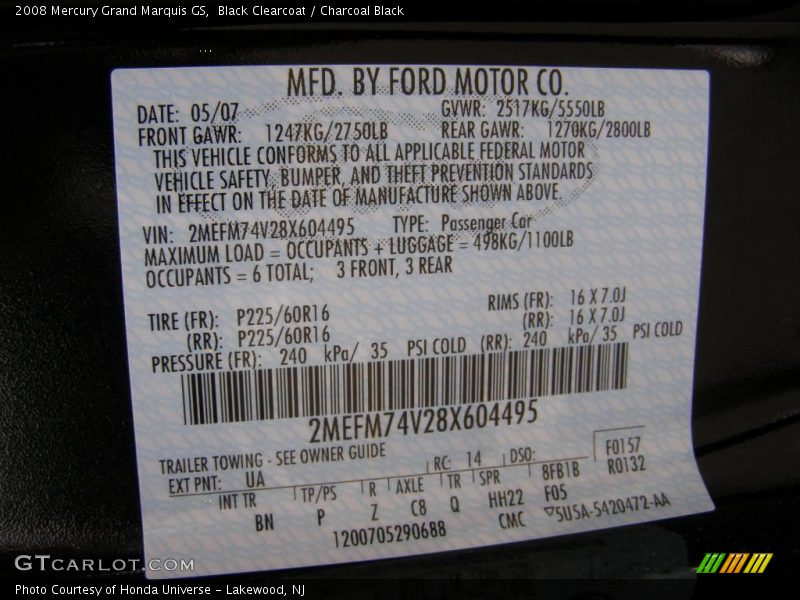 2008 Mercury Grand Marquis GS,  Black Clearcoat / Charcoal Black
MFD. BY FORD MOTOR CO.
DATE: 05/07 GVWR: 2517KG/5550LB
FRONT GAWR: 1247KG/2750LB REAR GAWR: 1270KG/2800LB
THIS VEHICLE CONFORMS TO ALL APPLICABLE FEDERAL MOTOR
VEHICLE SAFETY, BUMPER, AND THEFT PREVENTION STANDARDS
IN EFFECT ON THE DATE OF MANUFACTURE SHOWN ABOVE.
VIN: 2MEFM74V28X604495 TYPE: Passenger Car
MAXIMUM LOAD = OCCUPANTS + LUGGAGE = 498KG/1100LB
OCCUPANTS = 6 TOTAL; 3 FRONT, 3 REAR
TIRE (FR): P225/60R16 RIMS (FR): 16 X 7.0J
(RR): P225/60R16 (RR): 16 X 7.0J
PRESSURE (FR): 240 kPa/ 35 PSI COLD (RR): 240 kPa/ 35 PSI COLD
2MEFM74V28X604495
TRAILER TOWING - SEE OWNER GUIDE
EXT PNT: UA RC: 14 DSO: F0157
INT TR TP/PS R AXLE TR SPR 8FB1B R0132
BN P Z C8 Q HH22 F05
1200705290688 CMC 5U5A-5420472-AA
GTCARLOT.COM
Photo Courtesy of Honda Universe - Lakewood, NJ